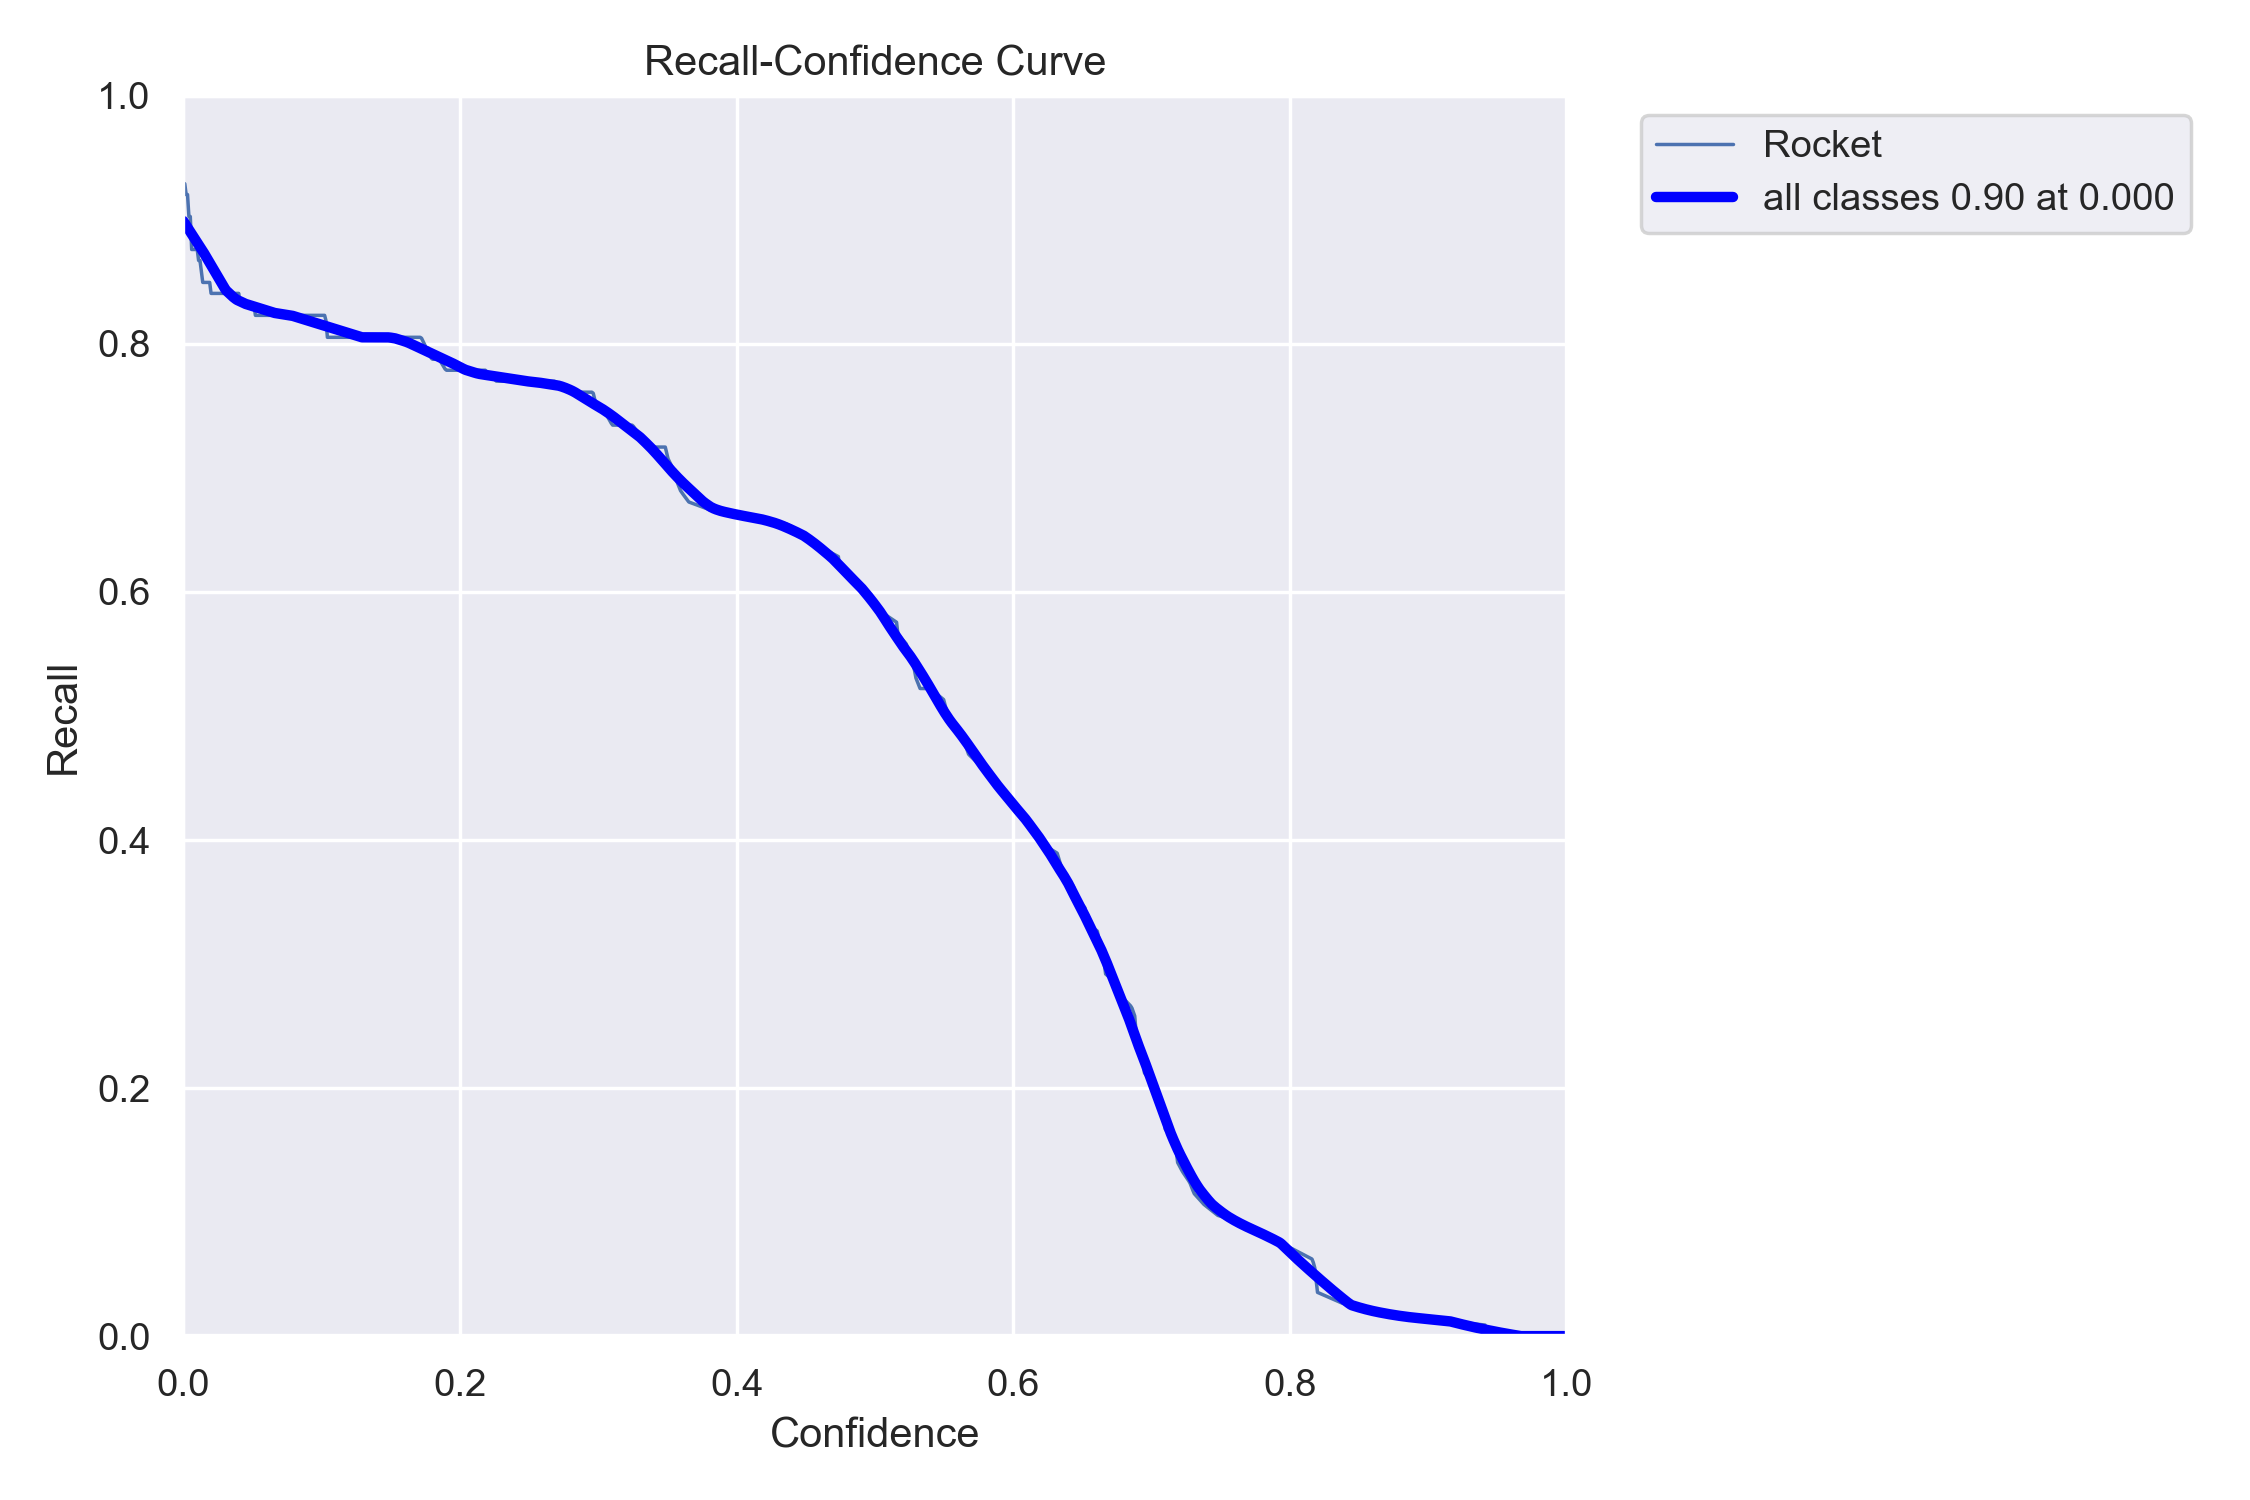 Recall-Confidence Curve
1.0
0.8
0.6
0.4
0.2
0.0
Recall
0.0 0.2 0.4 0.6 0.8 1.0
Confidence
Rocket
all classes 0.90 at 0.000